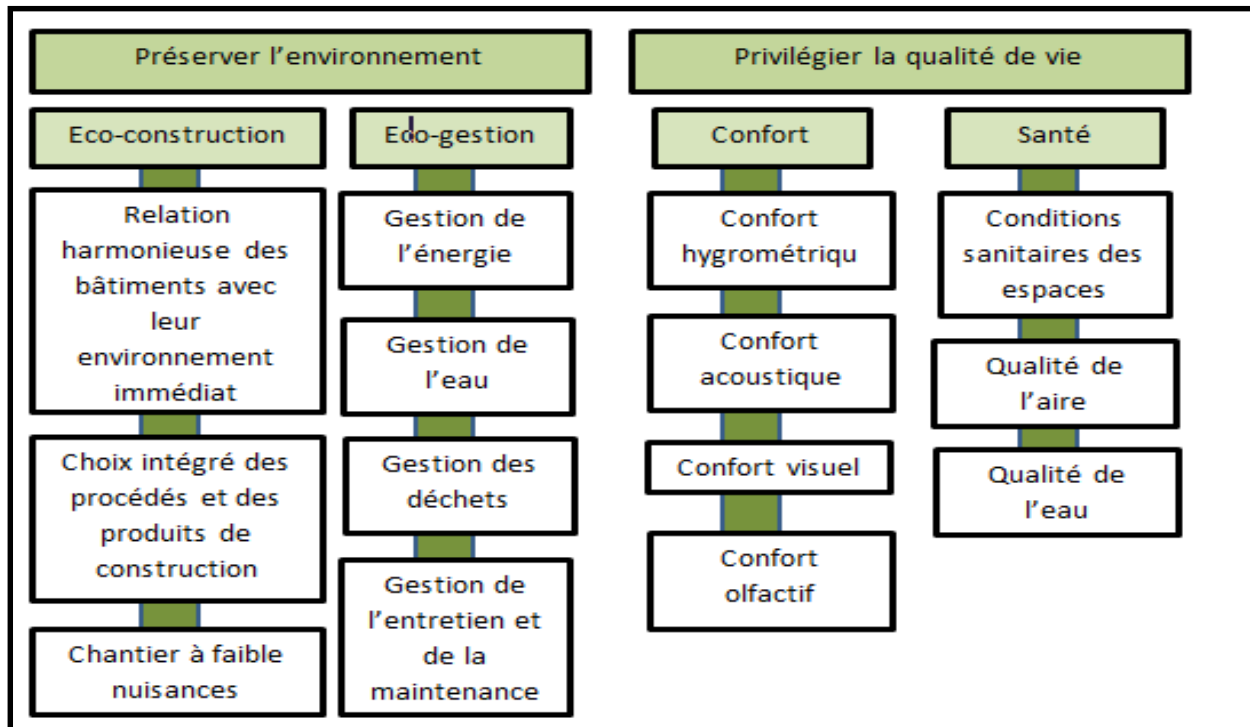 Préserver l'environnement
Eco-construction
Relation
harmonieuse des
bâtiments avec
leur
environnement
immédiat
Choix intégré des
procédés et des
produits de
construction
Chantier à faible
nuisances
Eco-gestion
Gestion de
l'énergie
Gestion de
l'eau
Gestion des
déchets
Gestion de
l'entretien et
de la
maintenance
Privilégier la qualité de vie
Confort
Confort
hygrométriqu
Confort
acoustique
Confort visuel
Confort
olfactif
Santé
Conditions
sanitaires des
espaces
Qualité de
l'aire
Qualité de
l'eau